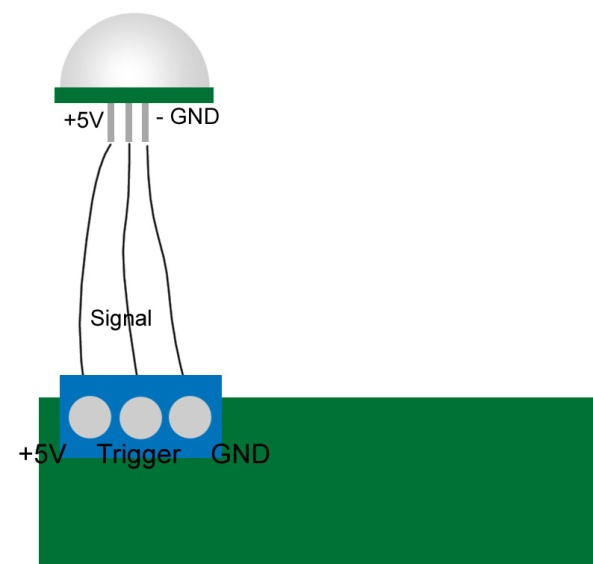 +5V - GND
Signal
+5V Trigger GND